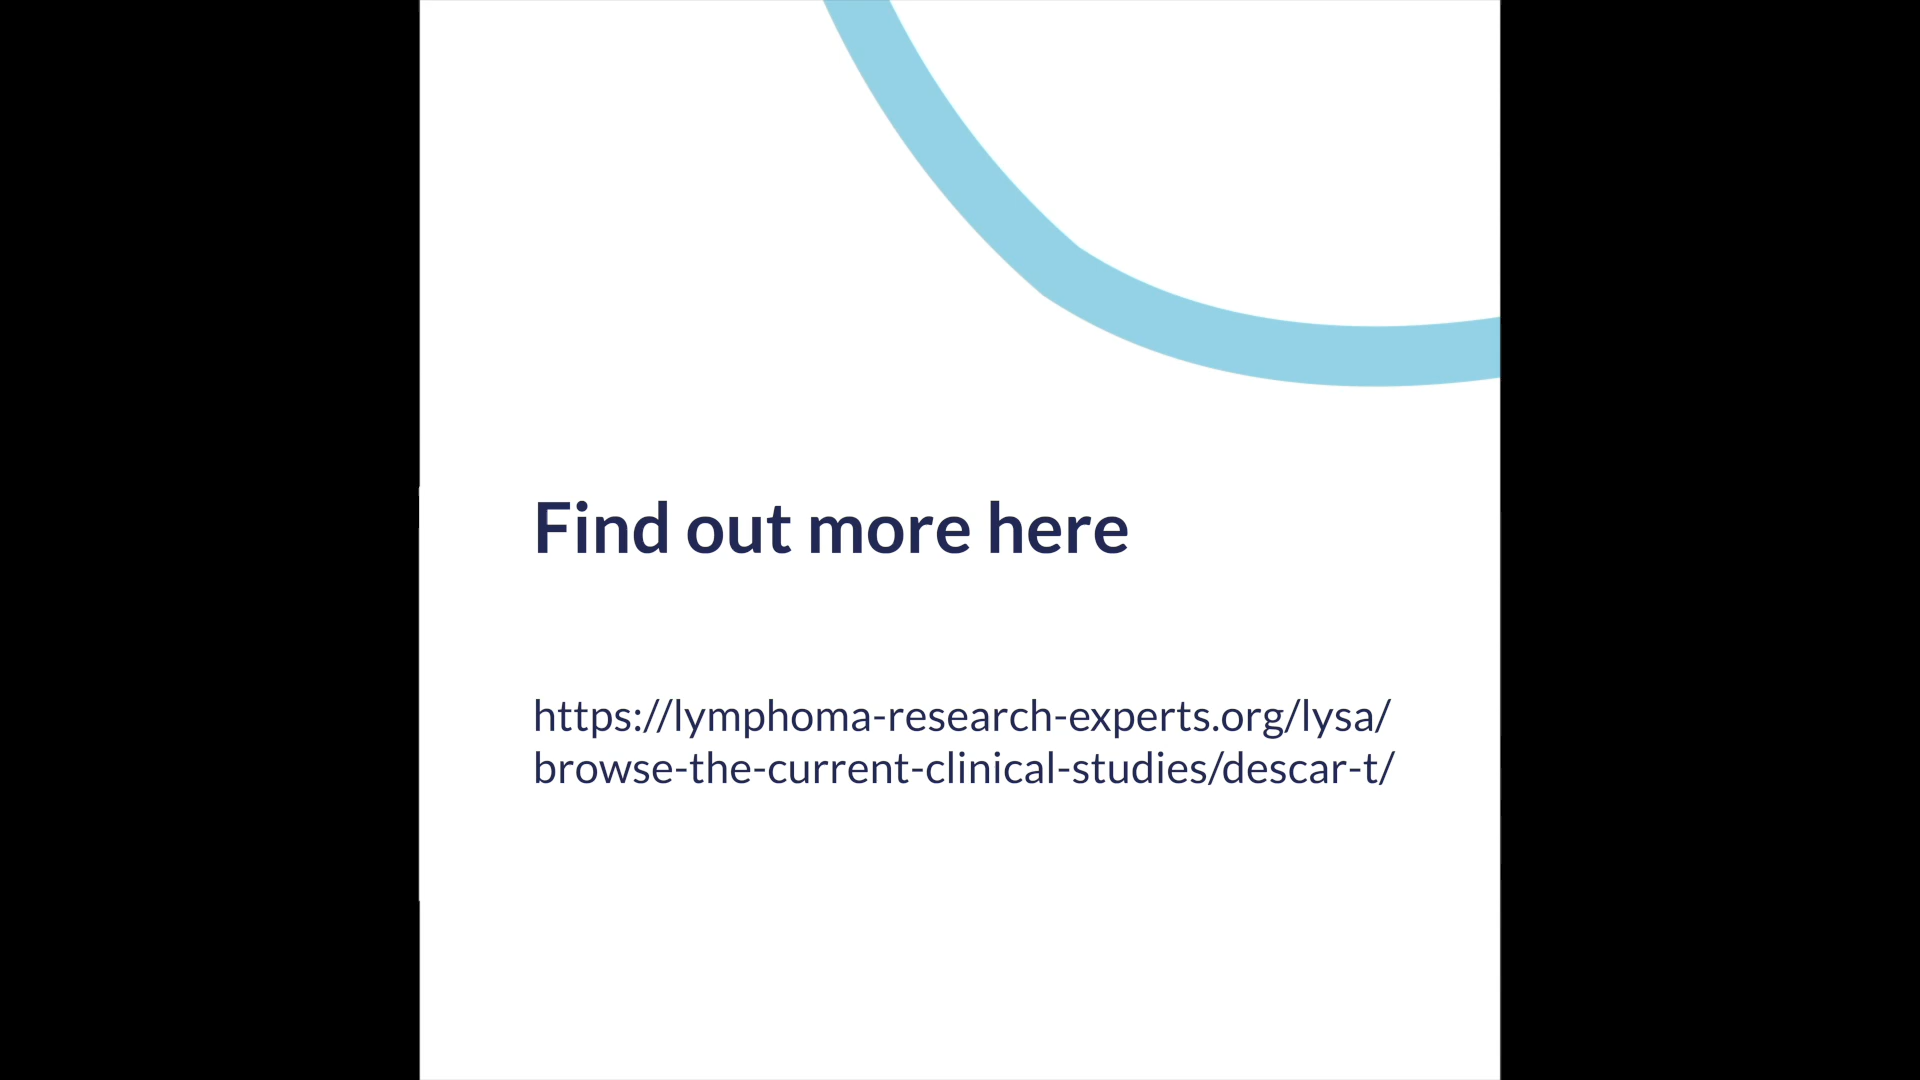 Find out more here
https://lymphoma-research-experts.org/lysa/
browse-the-current-clinical-studies/descar-t/